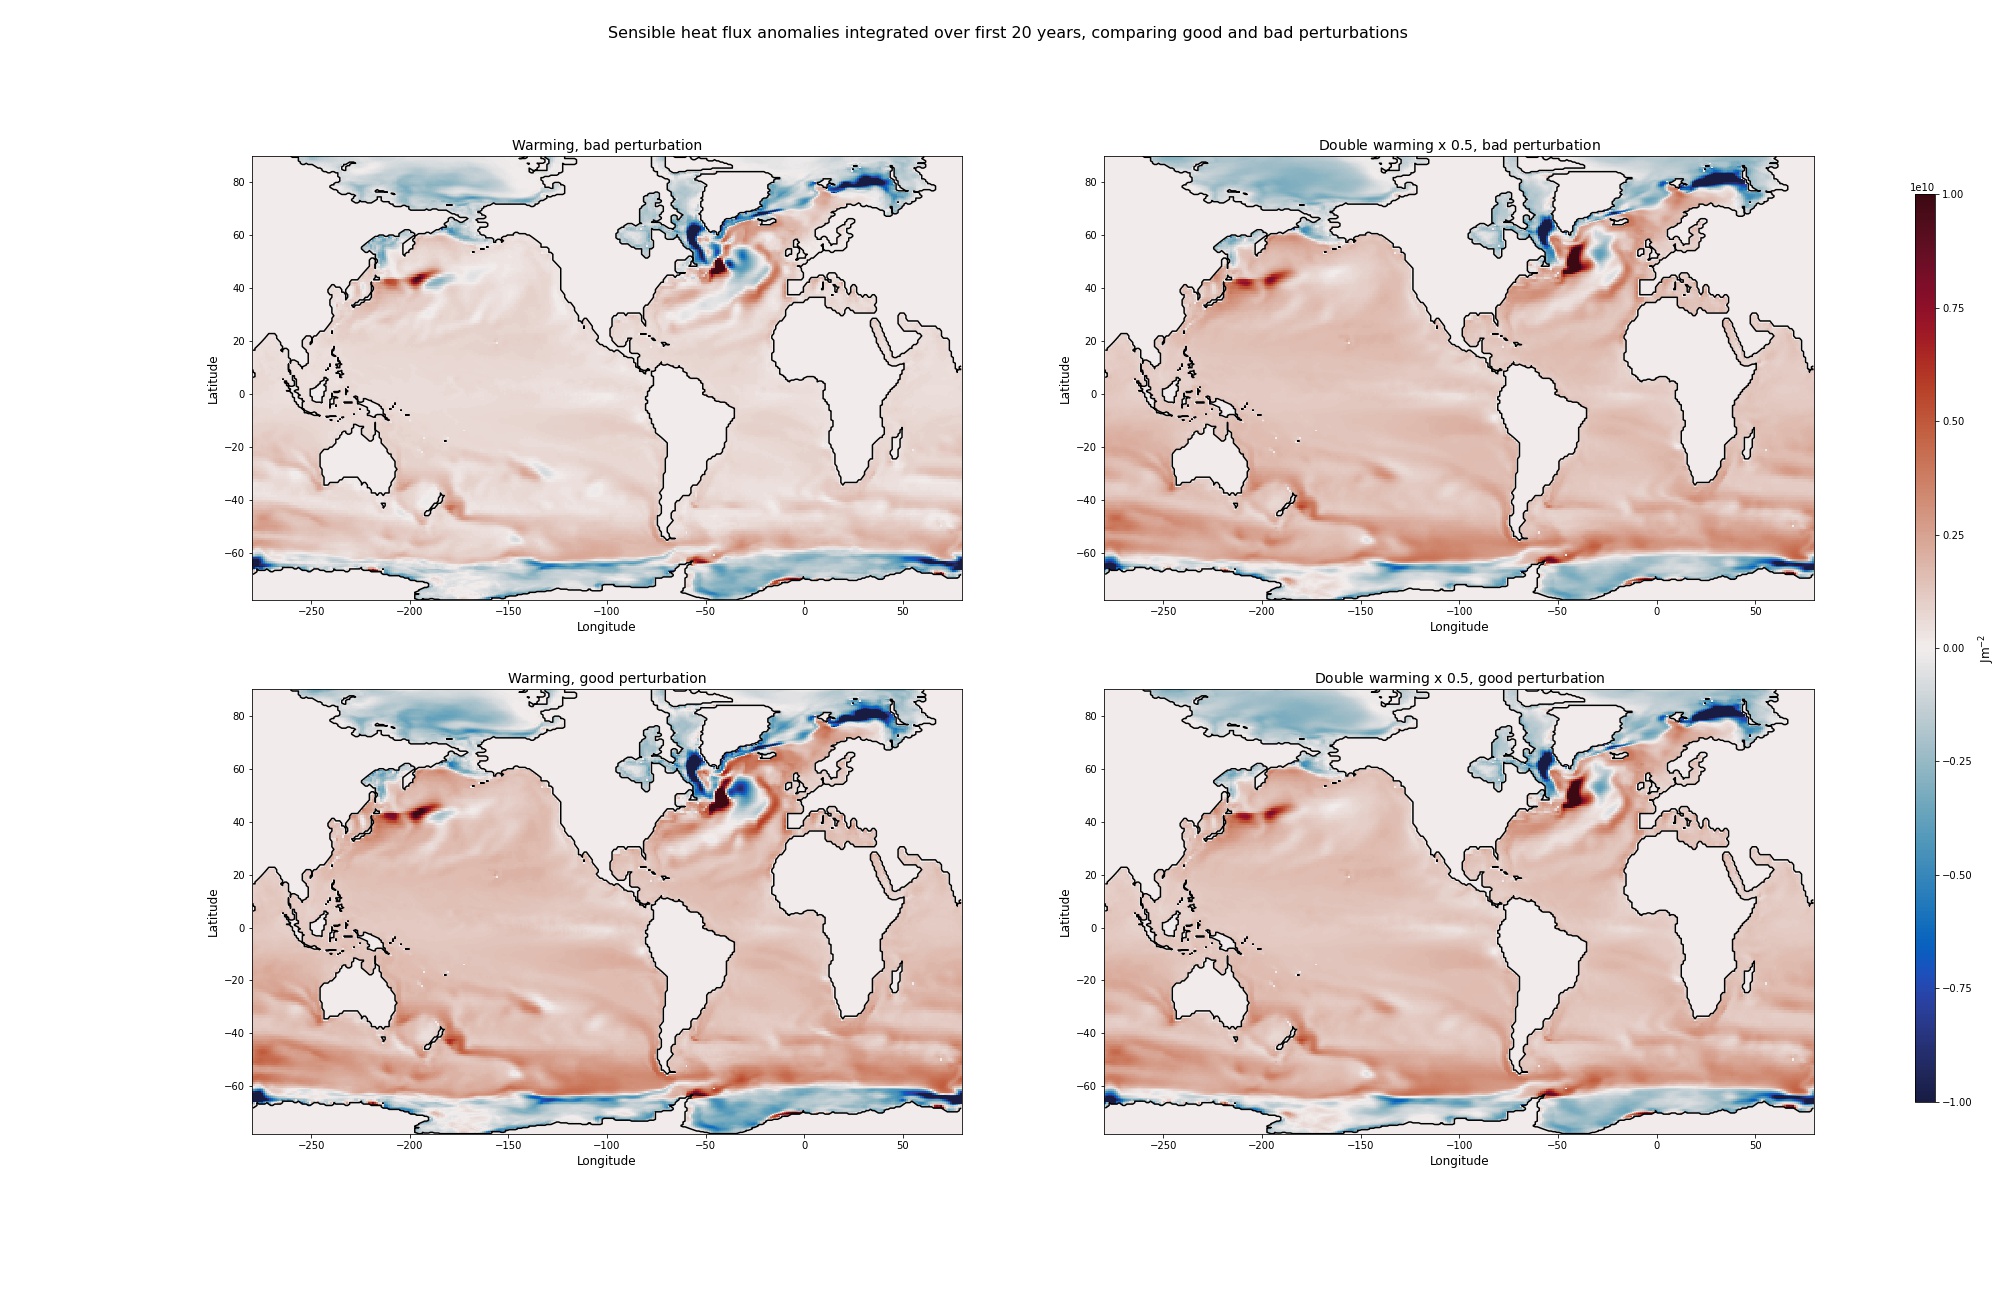 Sensible heat flux anomalies integrated over first 20 years, comparing good and bad perturbations
Warming, bad perturbation
80
60
40
20
0
−20
−40
−60
Latitude
−250 −200 −150 −100 −50 0 50
Longitude
Double warming x 0.5, bad perturbation
80
60
40
20
0
−20
−40
−60
Latitude
−250 −200 −150 −100 −50 0 50
Longitude
Warming, good perturbation
80
60
40
20
0
−20
−40
−60
Latitude
−250 −200 −150 −100 −50 0 50
Longitude
Double warming x 0.5, good perturbation
80
60
40
20
0
−20
−40
−60
Latitude
−250 −200 −150 −100 −50 0 50
Longitude
1e10
1.00
0.75
0.50
0.25
0.00
−0.25
−0.50
−0.75
−1.00
Jm⁻²